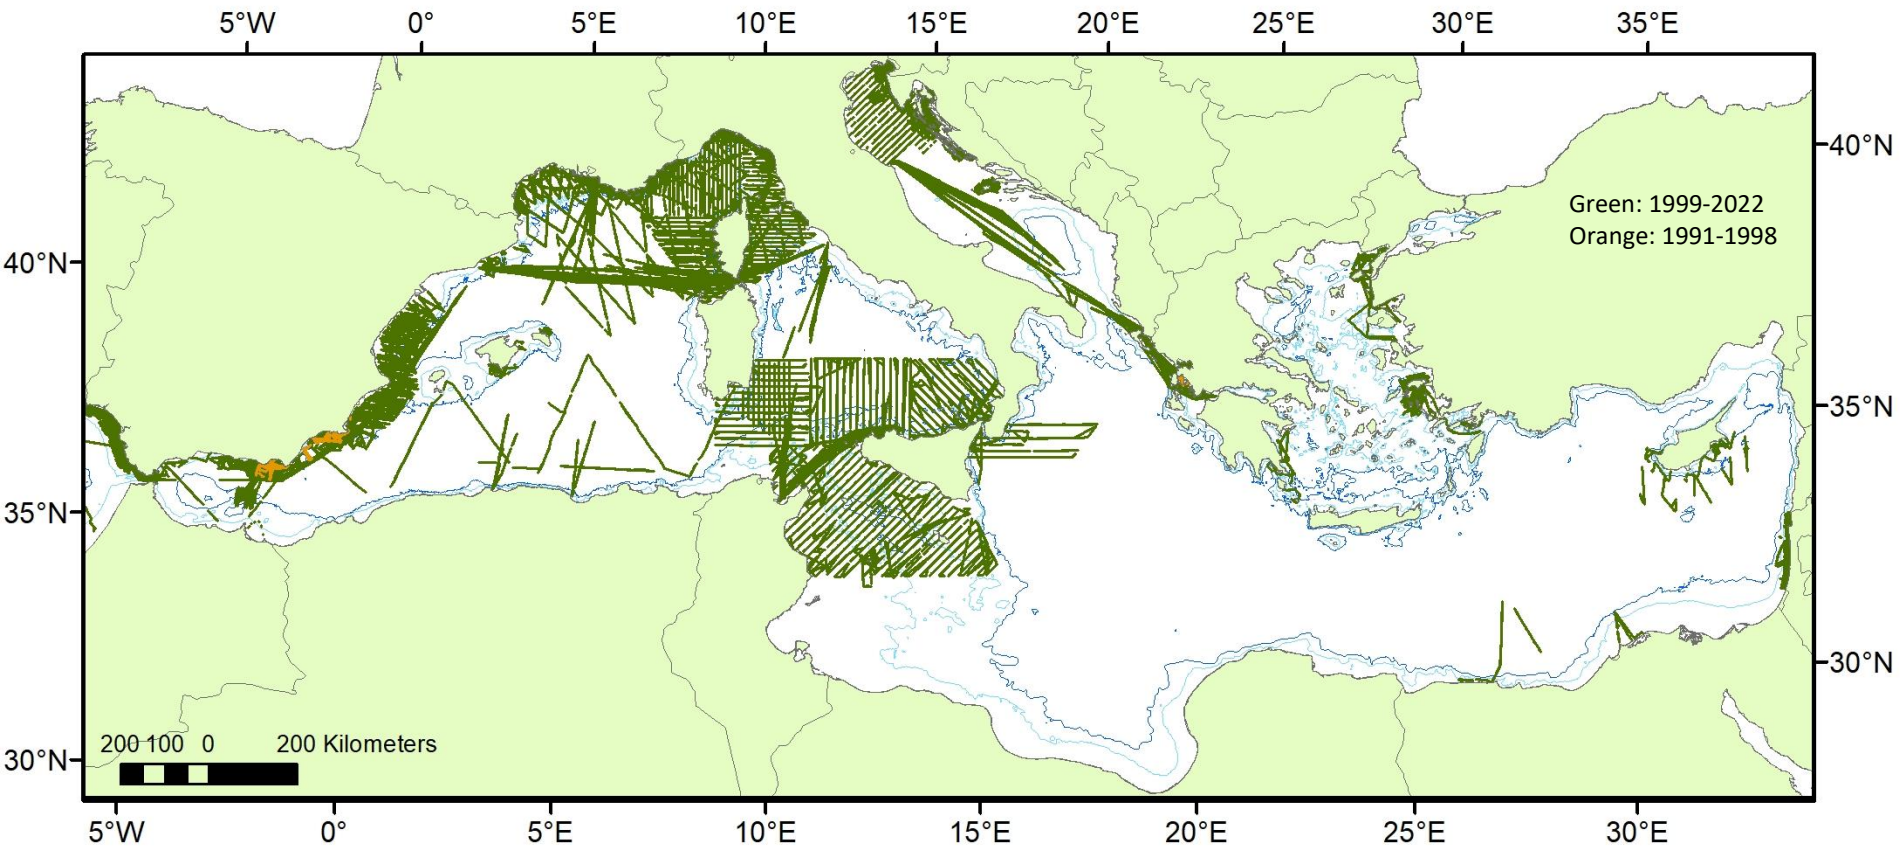 5°W 0° 5°E 10°E 15°E 20°E 25°E 30°E 35°E
40°N
Green: 1999-2022
Orange: 1991-1998
40°N
35°N
35°N
30°N
200 100 0 200 Kilometers
30°N
5°W 0° 5°E 10°E 15°E 20°E 25°E 30°E